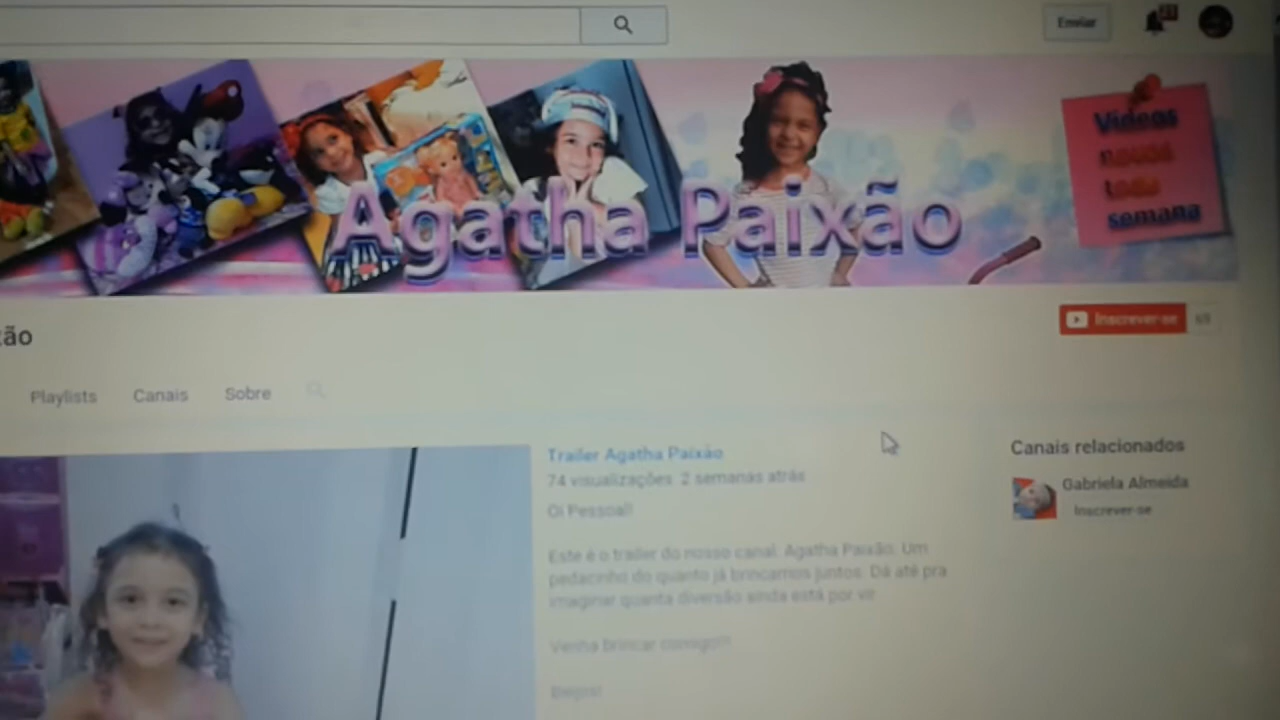 Enviar
Agatha Paixão
Videos
novos
toda
semana
xão
Inscrever-se
69
Playlists
Canais
Sobre
Trailer Agatha Paixão
74 visualizações 2 semanas atrás
Oi Pessoal!
Este é o trailer do nosso canal: Agatha Paixão. Um
pedacinho do quanto já brincamos juntos. Dá até pra
imaginar quanta diversão ainda está por vir
Venha brincar comigo!!!
Beijos!
Canais relacionados
Gabriela Almeida
Inscrever-se